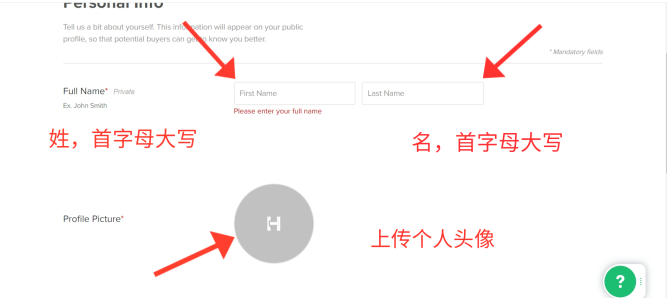 Personal Info
Tell us a bit about yourself. This information will appear on your public
profile, so that potential buyers can get to know you better.
* Mandatory fields
Full Name* Private
First Name
Last Name
Ex. John Smith
Please enter your full name
姓，首字母大写
名，首字母大写
Profile Picture*
H
上传个人头像
?